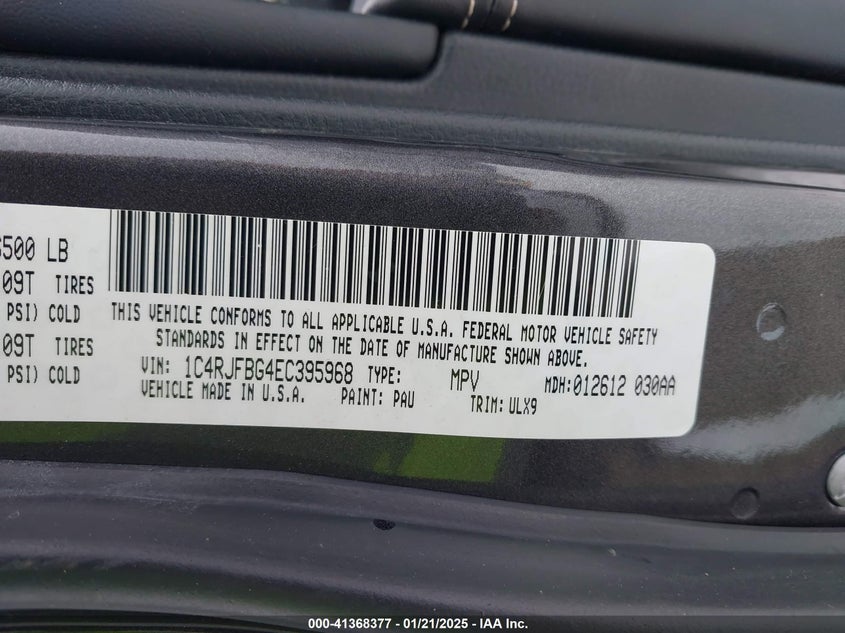 6500 LB
09T TIRES
PSI) COLD
09T TIRES
PSI) COLD
THIS VEHICLE CONFORMS TO ALL APPLICABLE U.S.A. FEDERAL MOTOR VEHICLE SAFETY
STANDARDS IN EFFECT ON THE DATE OF MANUFACTURE SHOWN ABOVE.
VIN: 1C4RJFBG4EC395968 TYPE: MPV MDH:012612 030AA
VEHICLE MADE IN U.S.A. PAINT: PAU TRIM: ULX9
000-41368377 — 01/21/2025 — IAA Inc.